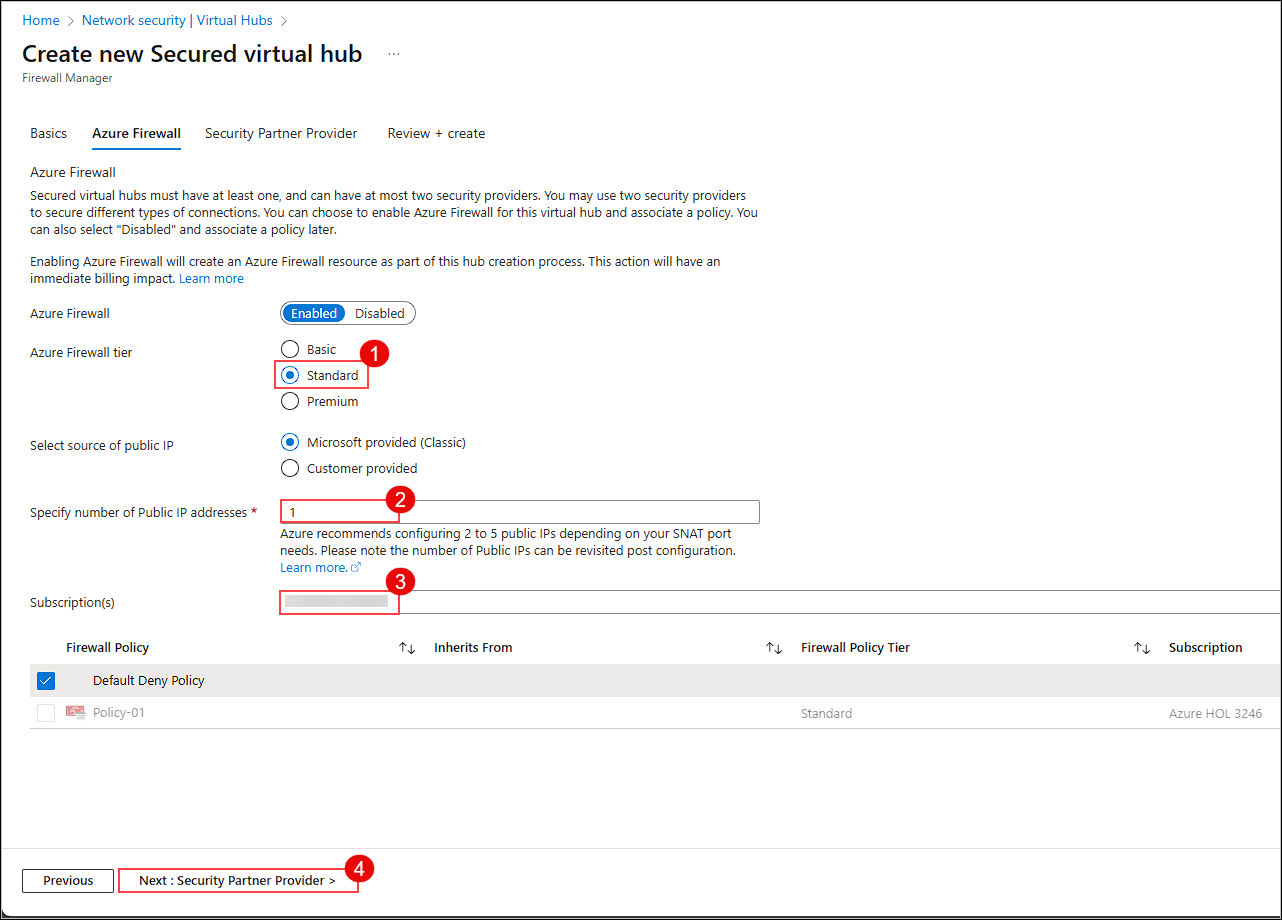 Home > Network security | Virtual Hubs >
Create new Secured virtual hub ...
Firewall Manager
Basics Azure Firewall Security Partner Provider Review + create
Azure Firewall
Secured virtual hubs must have at least one, and can have at most two security providers. You may use two security providers
to secure different types of connections. You can choose to enable Azure Firewall for this virtual hub and associate a policy. You
can also select "Disabled" and associate a policy later.
Enabling Azure Firewall will create an Azure Firewall resource as part of this hub creation process. This action will have an
immediate billing impact. Learn more
Azure Firewall Enabled Disabled
Azure Firewall tier
Basic
1
Standard
Premium
Select source of public IP
Microsoft provided (Classic)
Customer provided
2
Specify number of Public IP addresses * 1
Azure recommends configuring 2 to 5 public IPs depending on your SNAT port
needs. Please note the number of Public IPs can be revisited post configuration.
Learn more.
3
Subscription(s)
Firewall Policy ↑↓ Inherits From ↑↓ Firewall Policy Tier ↑↓ Subscription
Default Deny Policy
Policy-01 Standard Azure HOL 3246
4
Previous Next : Security Partner Provider >